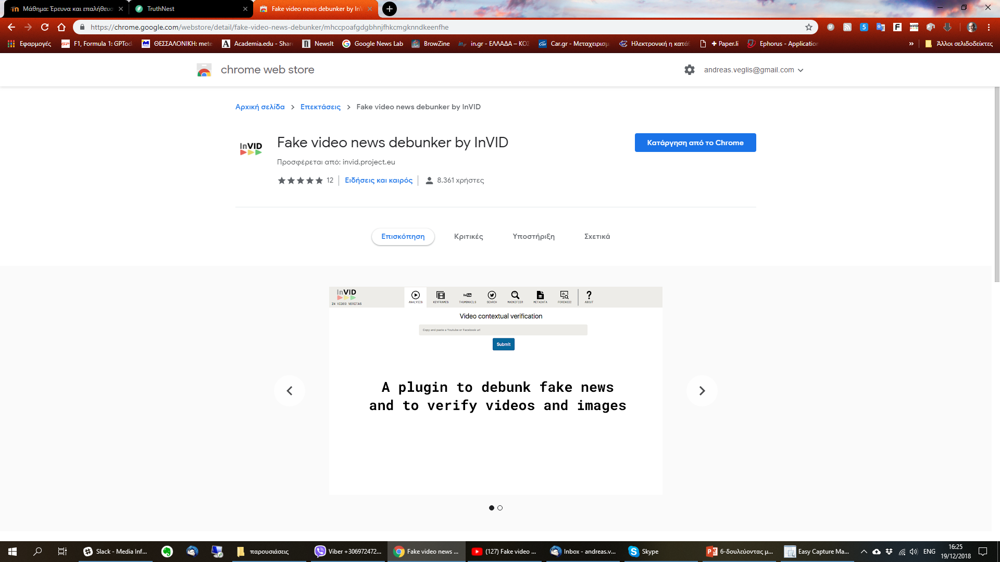 Μάθημα: Έρευνα και επαλήθευσ
TruthNest
Fake video news debunker by InV
https://chrome.google.com/webstore/detail/fake-video-news-debunker/mhccpoafgdgbhnjfhkcmgknndkeenfhe
Εφαρμογές
F1, Formula 1: GPTod
ΘΕΣΣΑΛΟΝΙΚΗ: mete
Academia.edu - Share
NewsIt
Google News Lab
BrowZine
in.gr - ΕΛΛΑΔΑ – ΚΟΣ
Car.gr - Μεταχειρισμ
Ηλεκτρονική η κατάθ
+ Paper.li
Ephorus - Application
»
Άλλοι σελιδοδείκτες
chrome web store
andreas.veglis@gmail.com
Αρχική σελίδα > Επεκτάσεις > Fake video news debunker by InVID
InVID
Fake video news debunker by InVID
Κατάργηση από το Chrome
Προσφέρεται από: invid.project.eu
12
Ειδήσεις και καιρός
8.361 χρήστες
Επισκόπηση
Κριτικές
Υποστήριξη
Σχετικά
InVID
IN VIDEO VERITAS
ANALYSIS
KEYFRAMES
THUMBNAILS
SEARCH
MAGNIFIER
METADATA
FORENSIC
ABOUT
Video contextual verification
Copy and paste a Youtube or Facebook url
Submit
A plugin to debunk fake news
and to verify videos and images
Slack - Media Inf...
παρουσιάσεις
Viber +306972472...
Fake video news ...
(127) Fake video ...
Inbox - andreas.v...
Skype
6-δουλεύοντας μ...
Easy Capture Ma...
ENG
16:25
19/12/2018